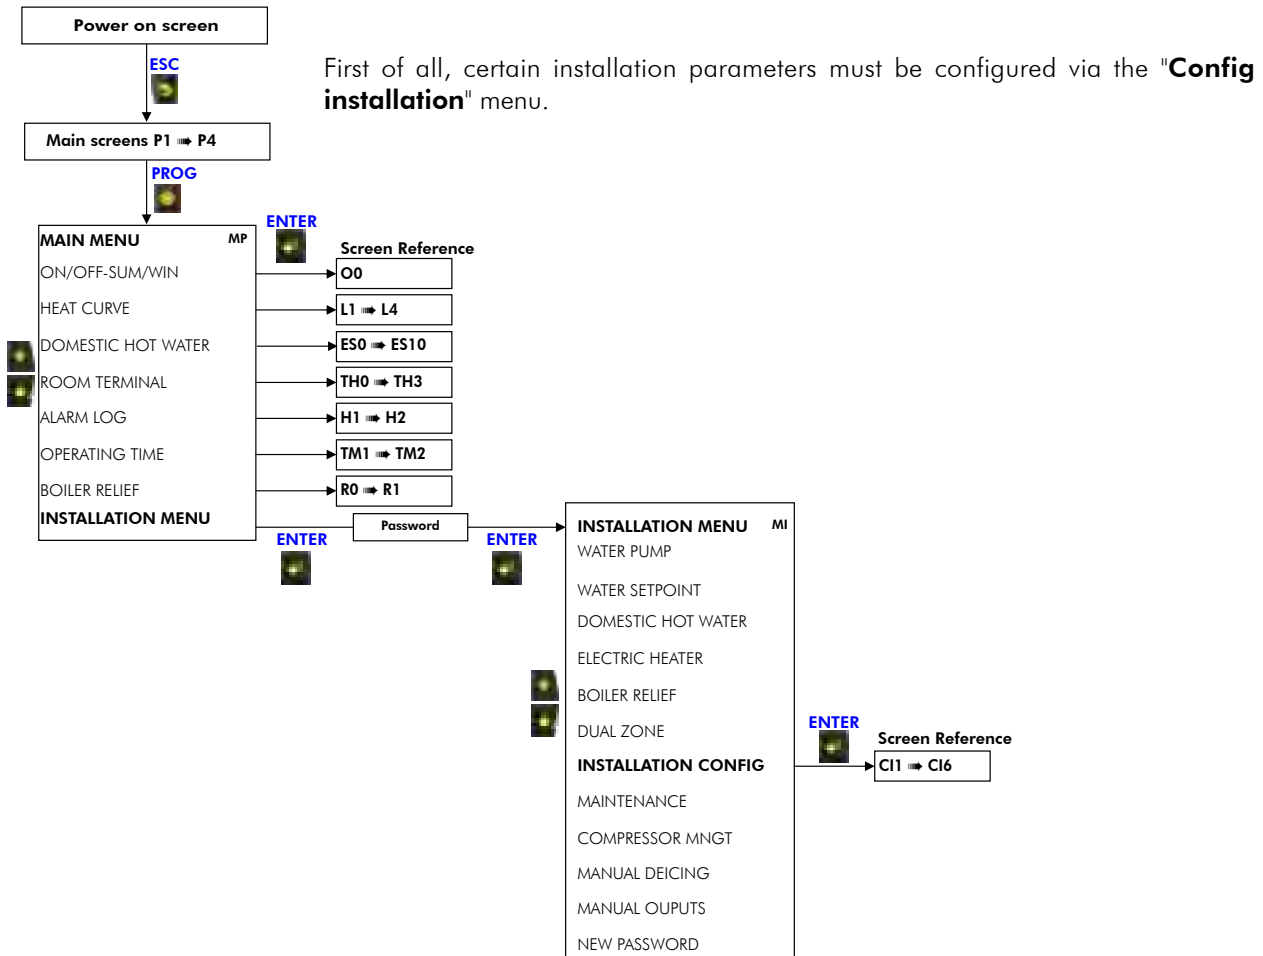 Power on screen
ESC
First of all, certain installation parameters must be configured via the "Config
installation" menu.
Main screens P1 ➠ P4
PROG
MAIN MENU MP
ENTER
Screen Reference
ON/OFF-SUM/WIN
O0
HEAT CURVE
L1 ➠ L4
DOMESTIC HOT WATER
ES0 ➠ ES10
ROOM TERMINAL
TH0 ➠ TH3
ALARM LOG
H1 ➠ H2
OPERATING TIME
TM1 ➠ TM2
BOILER RELIEF
R0 ➠ R1
INSTALLATION MENU
ENTER
Password
ENTER
INSTALLATION MENU MI
WATER PUMP
WATER SETPOINT
DOMESTIC HOT WATER
ELECTRIC HEATER
BOILER RELIEF
DUAL ZONE
INSTALLATION CONFIG
ENTER
Screen Reference
CI1 ➠ CI6
MAINTENANCE
COMPRESSOR MNGT
MANUAL DEICING
MANUAL OUPUTS
NEW PASSWORD